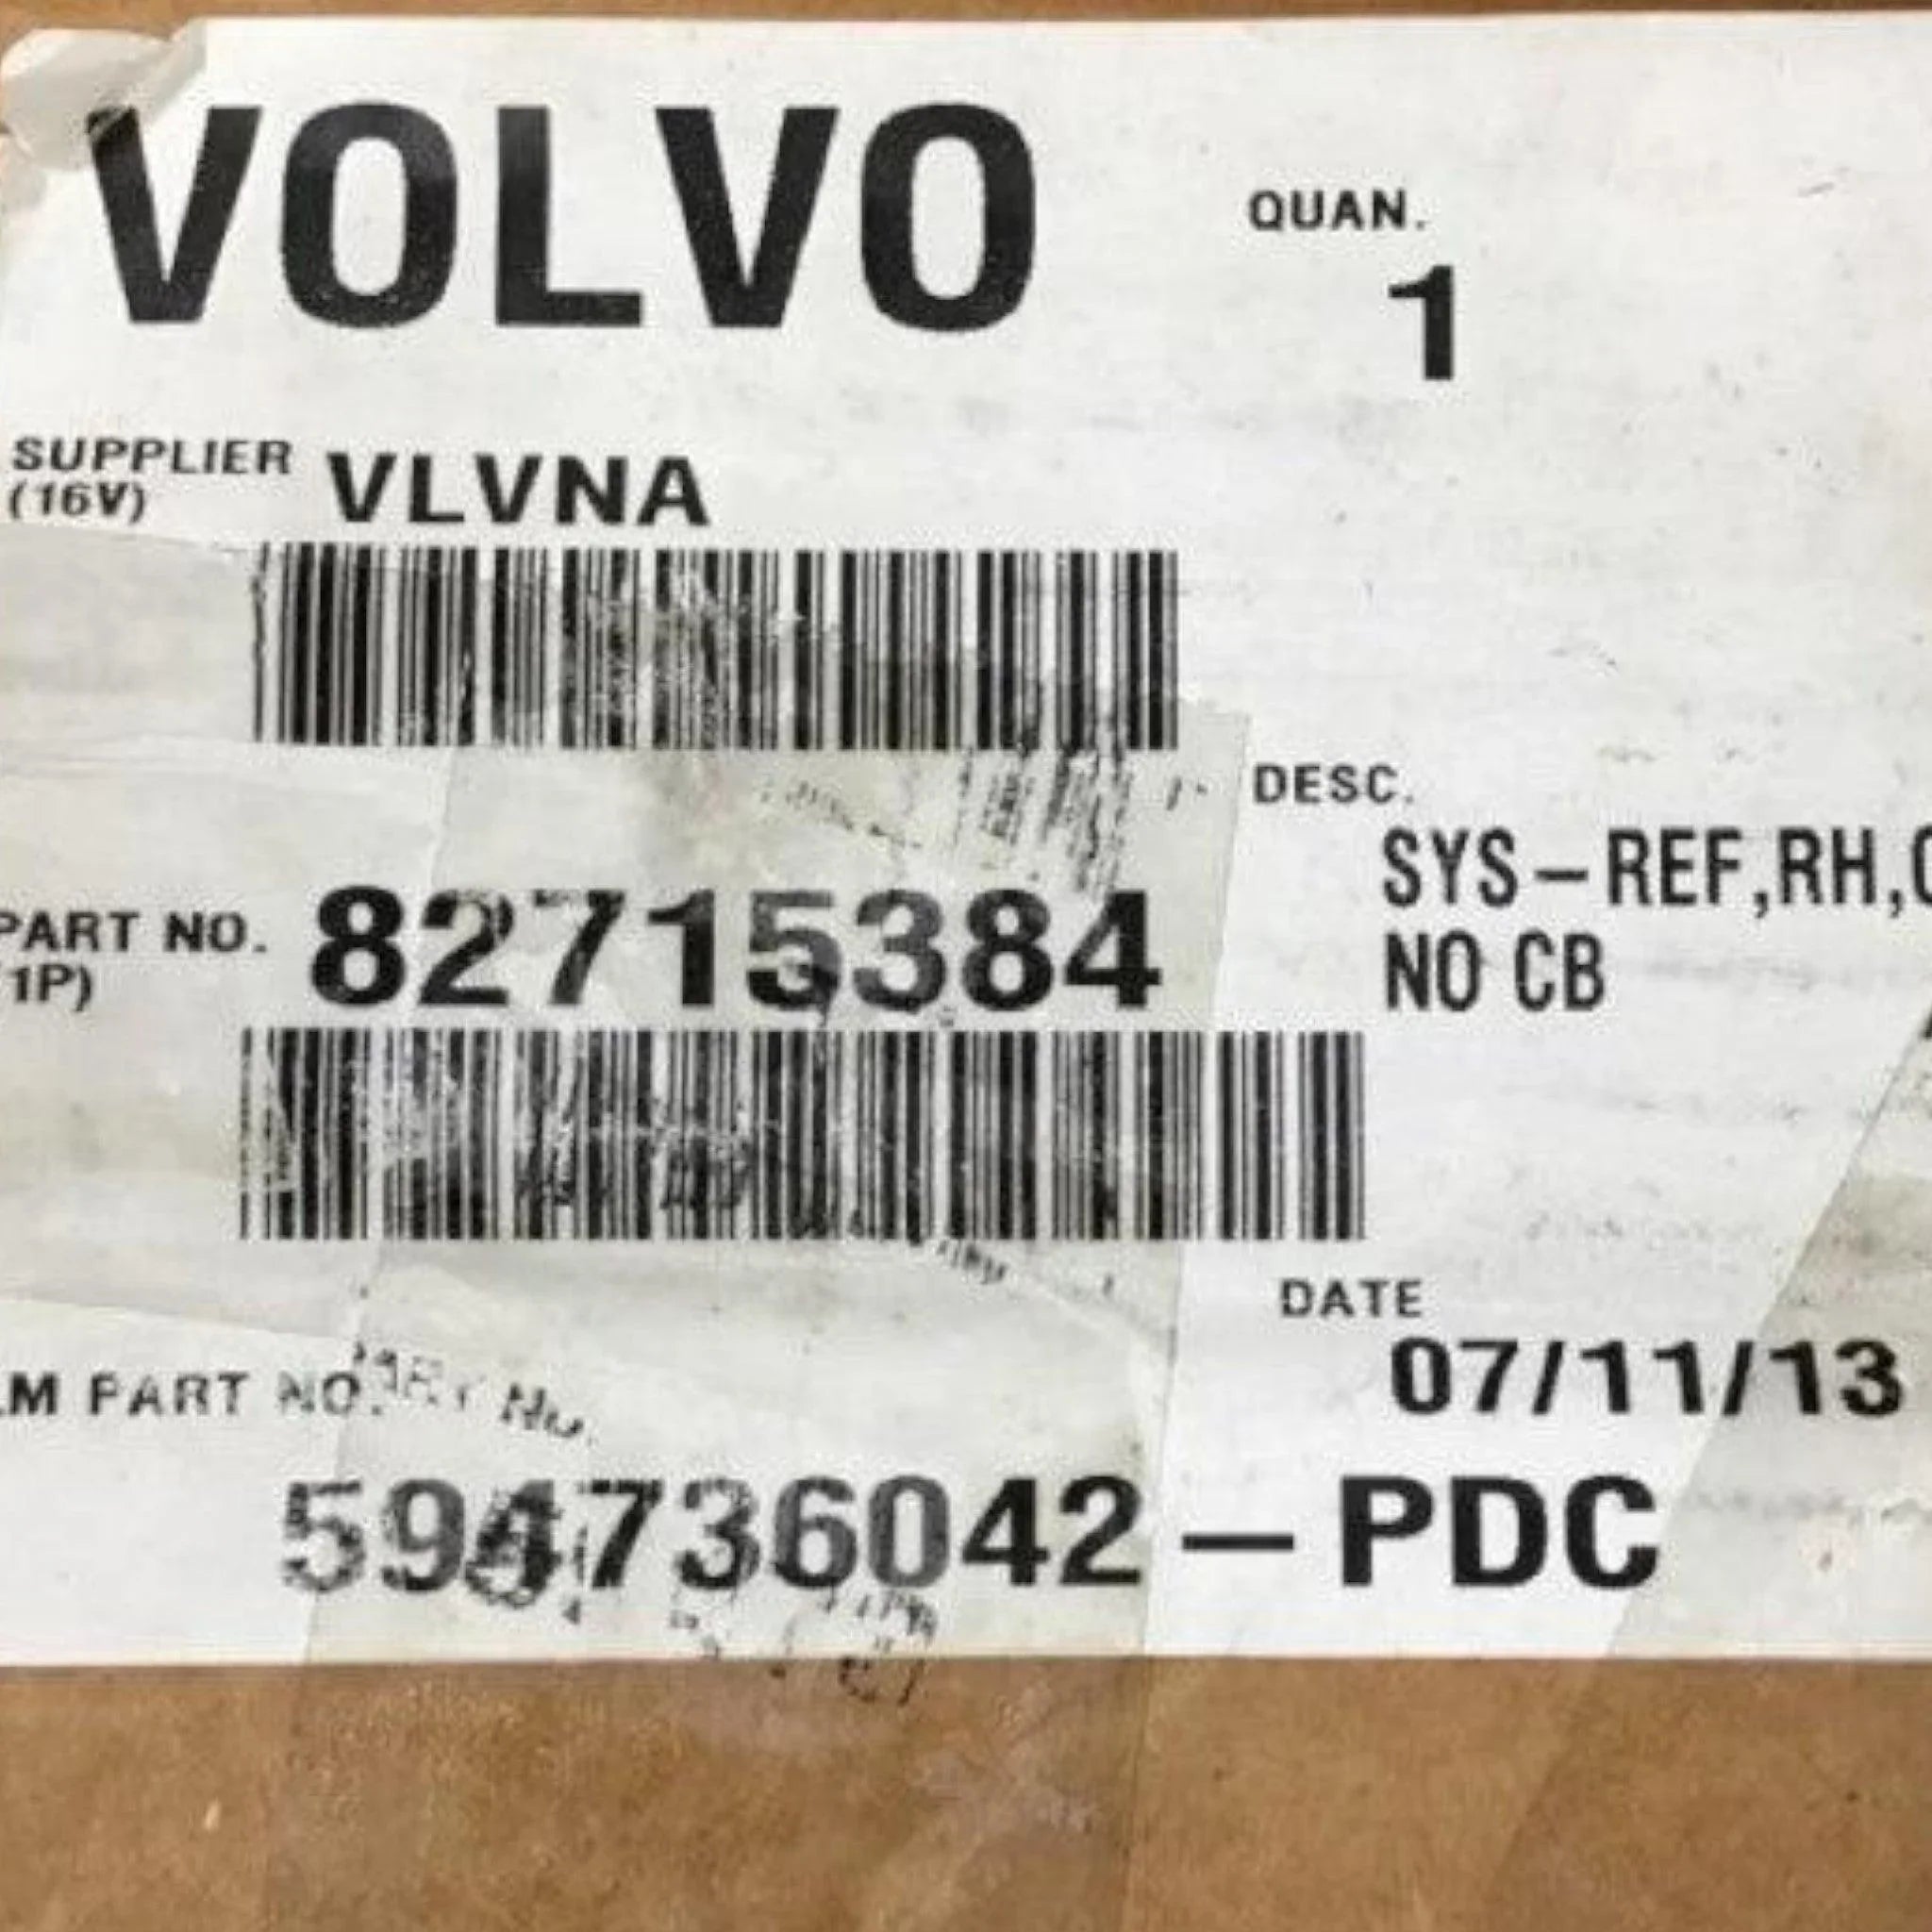 VOLVO
QUAN.
1
SUPPLIER
(16V)
VLVNA
DESC.
SYS-REF,RH,
NO CB
PART NO.
1P)
82715384
DATE
07/11/13
M PART NO.
594736042-PDC